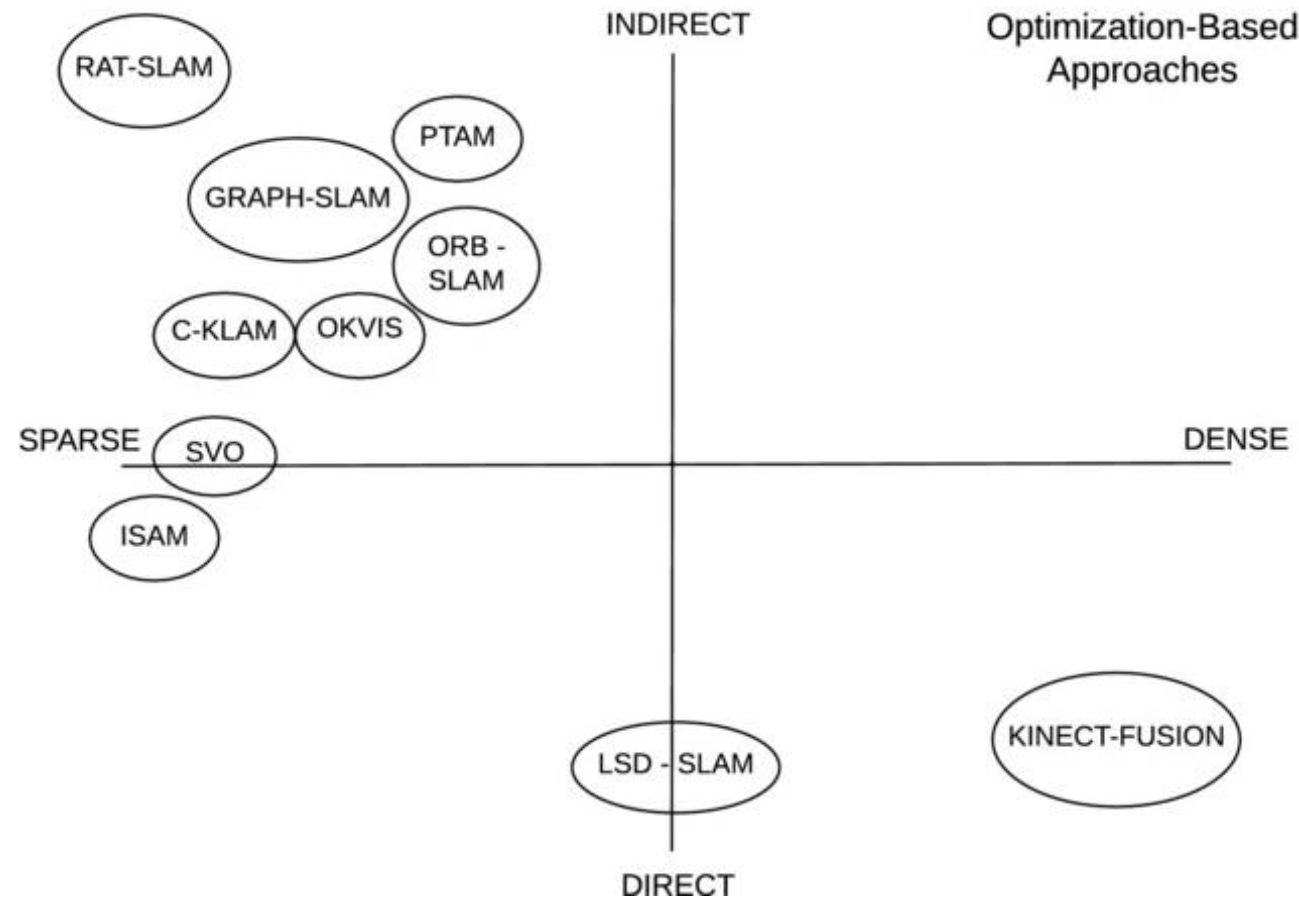 INDIRECT
Optimization-Based
Approaches
RAT-SLAM
PTAM
GRAPH-SLAM
ORB -
SLAM
C-KLAM
OKVIS
SPARSE
SVO
DENSE
ISAM
KINECT-FUSION
LSD - SLAM
DIRECT